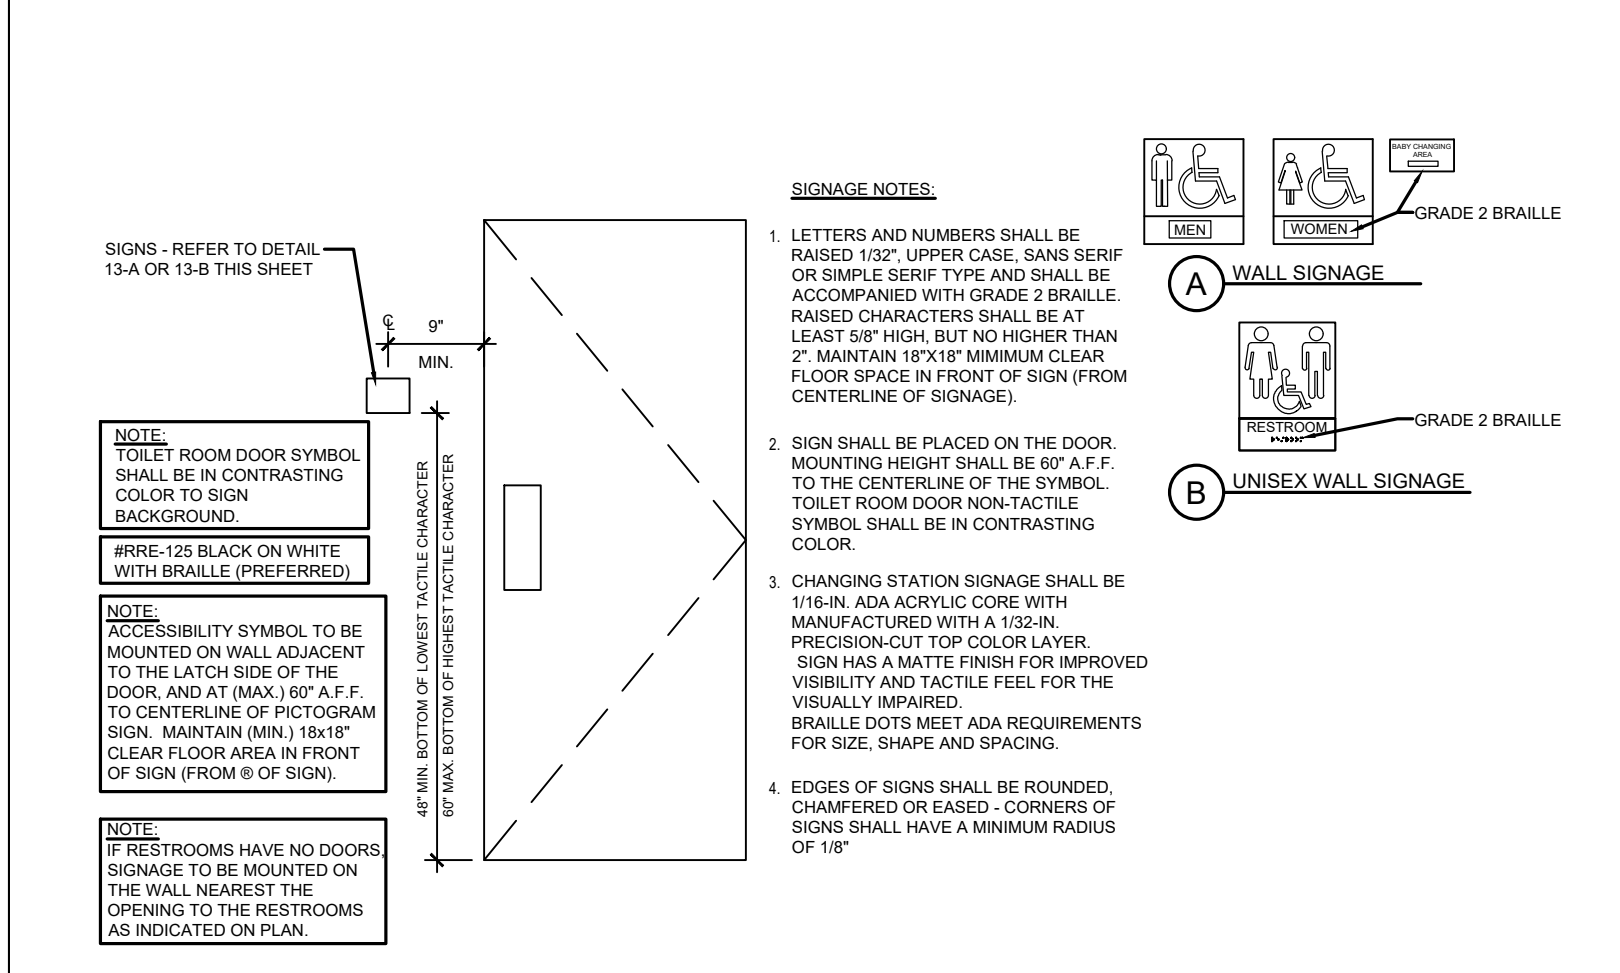 SIGNS - REFER TO DETAIL
13-A OR 13-B THIS SHEET
℄
9"
MIN.
NOTE:
TOILET ROOM DOOR SYMBOL
SHALL BE IN CONTRASTING
COLOR TO SIGN
BACKGROUND.
#RRE-125 BLACK ON WHITE
WITH BRAILLE (PREFERRED)
NOTE:
ACCESSIBILITY SYMBOL TO BE
MOUNTED ON WALL ADJACENT
TO THE LATCH SIDE OF THE
DOOR, AND AT (MAX.) 60" A.F.F.
TO CENTERLINE OF PICTOGRAM
SIGN. MAINTAIN (MIN.) 18x18"
CLEAR FLOOR AREA IN FRONT
OF SIGN (FROM ® OF SIGN).
NOTE:
IF RESTROOMS HAVE NO DOORS,
SIGNAGE TO BE MOUNTED ON
THE WALL NEAREST THE
OPENING TO THE RESTROOMS
AS INDICATED ON PLAN.
48" MIN. BOTTOM OF LOWEST TACTILE CHARACTER
60" MAX. BOTTOM OF HIGHEST TACTILE CHARACTER
SIGNAGE NOTES:
1. LETTERS AND NUMBERS SHALL BE
RAISED 1/32", UPPER CASE, SANS SERIF
OR SIMPLE SERIF TYPE AND SHALL BE
ACCOMPANIED WITH GRADE 2 BRAILLE.
RAISED CHARACTERS SHALL BE AT
LEAST 5/8" HIGH, BUT NO HIGHER THAN
2". MAINTAIN 18"X18" MIMIMUM CLEAR
FLOOR SPACE IN FRONT OF SIGN (FROM
CENTERLINE OF SIGNAGE).
2. SIGN SHALL BE PLACED ON THE DOOR.
MOUNTING HEIGHT SHALL BE 60" A.F.F.
TO THE CENTERLINE OF THE SYMBOL.
TOILET ROOM DOOR NON-TACTILE
SYMBOL SHALL BE IN CONTRASTING
COLOR.
3. CHANGING STATION SIGNAGE SHALL BE
1/16-IN. ADA ACRYLIC CORE WITH
MANUFACTURED WITH A 1/32-IN.
PRECISION-CUT TOP COLOR LAYER.
SIGN HAS A MATTE FINISH FOR IMPROVED
VISIBILITY AND TACTILE FEEL FOR THE
VISUALLY IMPAIRED.
BRAILLE DOTS MEET ADA REQUIREMENTS
FOR SIZE, SHAPE AND SPACING.
4. EDGES OF SIGNS SHALL BE ROUNDED,
CHAMFERED OR EASED - CORNERS OF
SIGNS SHALL HAVE A MINIMUM RADIUS
OF 1/8"
MEN
WOMEN
BABY CHANGING
AREA
GRADE 2 BRAILLE
A WALL SIGNAGE
RESTROOM
GRADE 2 BRAILLE
B UNISEX WALL SIGNAGE